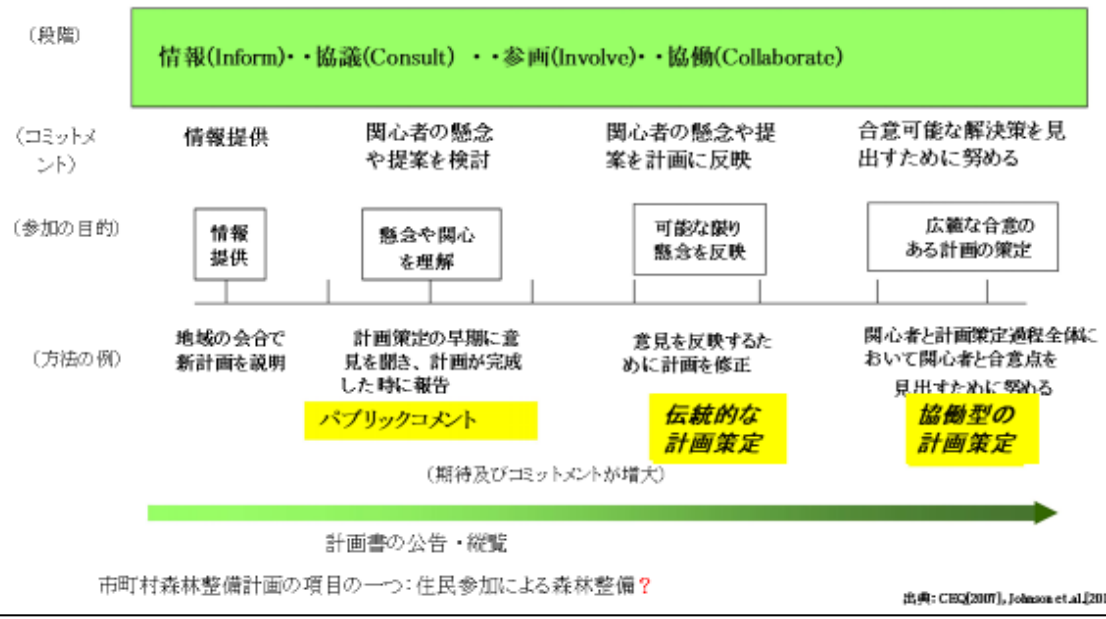 (段階)
情報(Inform)・・協議(Consult) ・・参画(Involve)・・協働(Collaborate)
(コミットメ
ント)
情報提供
関心者の懸念
や提案を検討
関心者の懸念や提
案を計画に反映
合意可能な解決策を見
出すために努める
(参加の目的)
情報
提供
懸念や関心
を理解
可能な限り
懸念を反映
広範な合意の
ある計画の策定
(方法の例)
地域の会合で
新計画を説明
計画策定の早期に意
見を聞き、計画が完成
した時に報告
意見を反映するた
めに計画を修正
関心者と計画策定過程全体に
おいて関心者と合意点を
見出すために努める
パブリックコメント
伝統的な
計画策定
協働型の
計画策定
(期待及びコミットメントが増大)
計画書の公告・縦覧
市町村森林整備計画の項目の一つ:住民参加による森林整備?
出典:CEQ[2007],Johnson et.al.[201